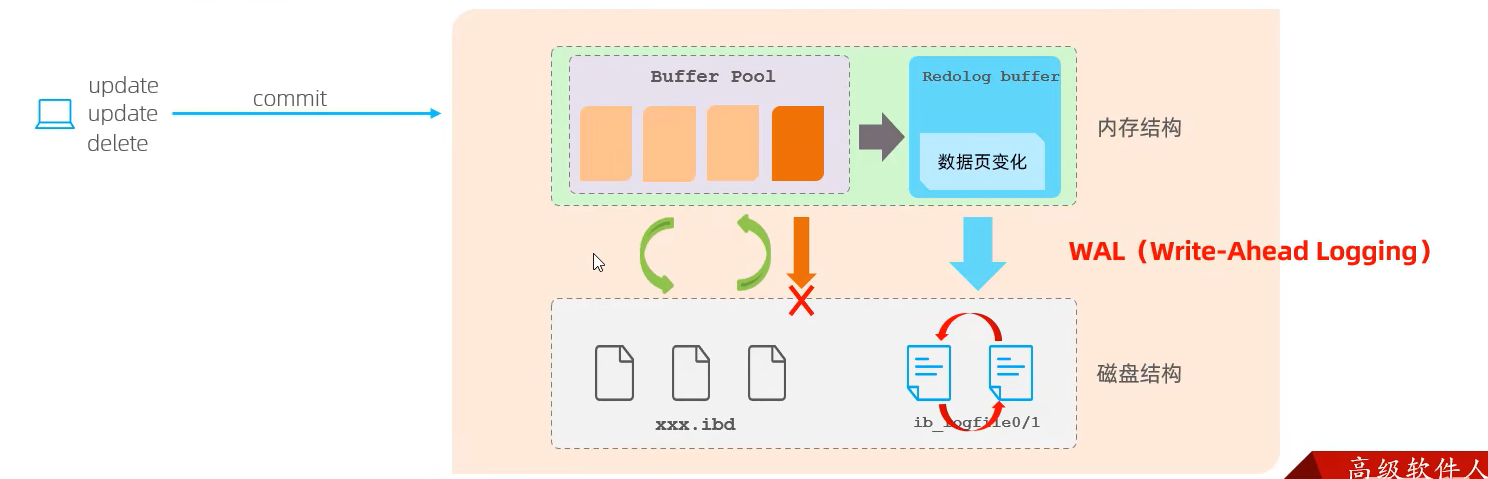 update
update
delete
commit
Buffer Pool
Redolog buffer
数据页变化
内存结构
WAL（Write-Ahead Logging）
xxx.ibd
ib_logfile0/1
磁盘结构
高级软件人